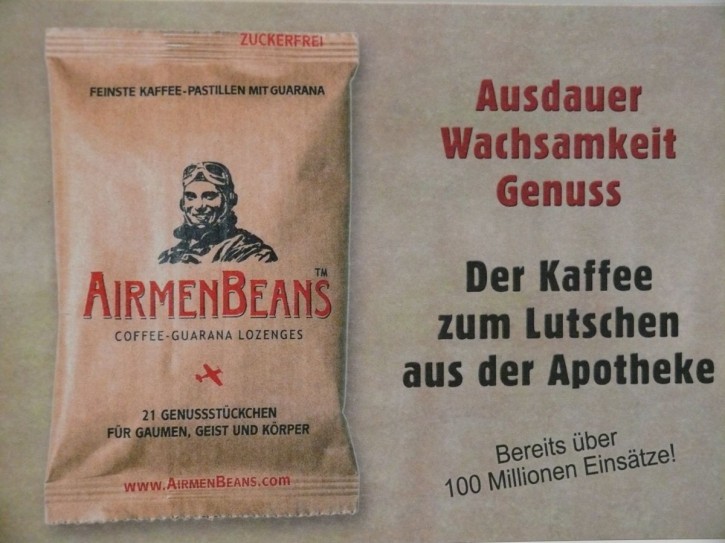 ZUCKERFREI
FEINSTE KAFFEE-PASTILLEN MIT GUARANA
AIRMENBEANS™
COFFEE-GUARANA LOZENGES
21 GENUSSSTÜCKCHEN
FÜR GAUMEN, GEIST UND KÖRPER
www.AIRMENBEANS.com
Ausdauer
Wachsamkeit
Genuss
Der Kaffee
zum Lutschen
aus der Apotheke
Bereits über
100 Millionen Einsätze!